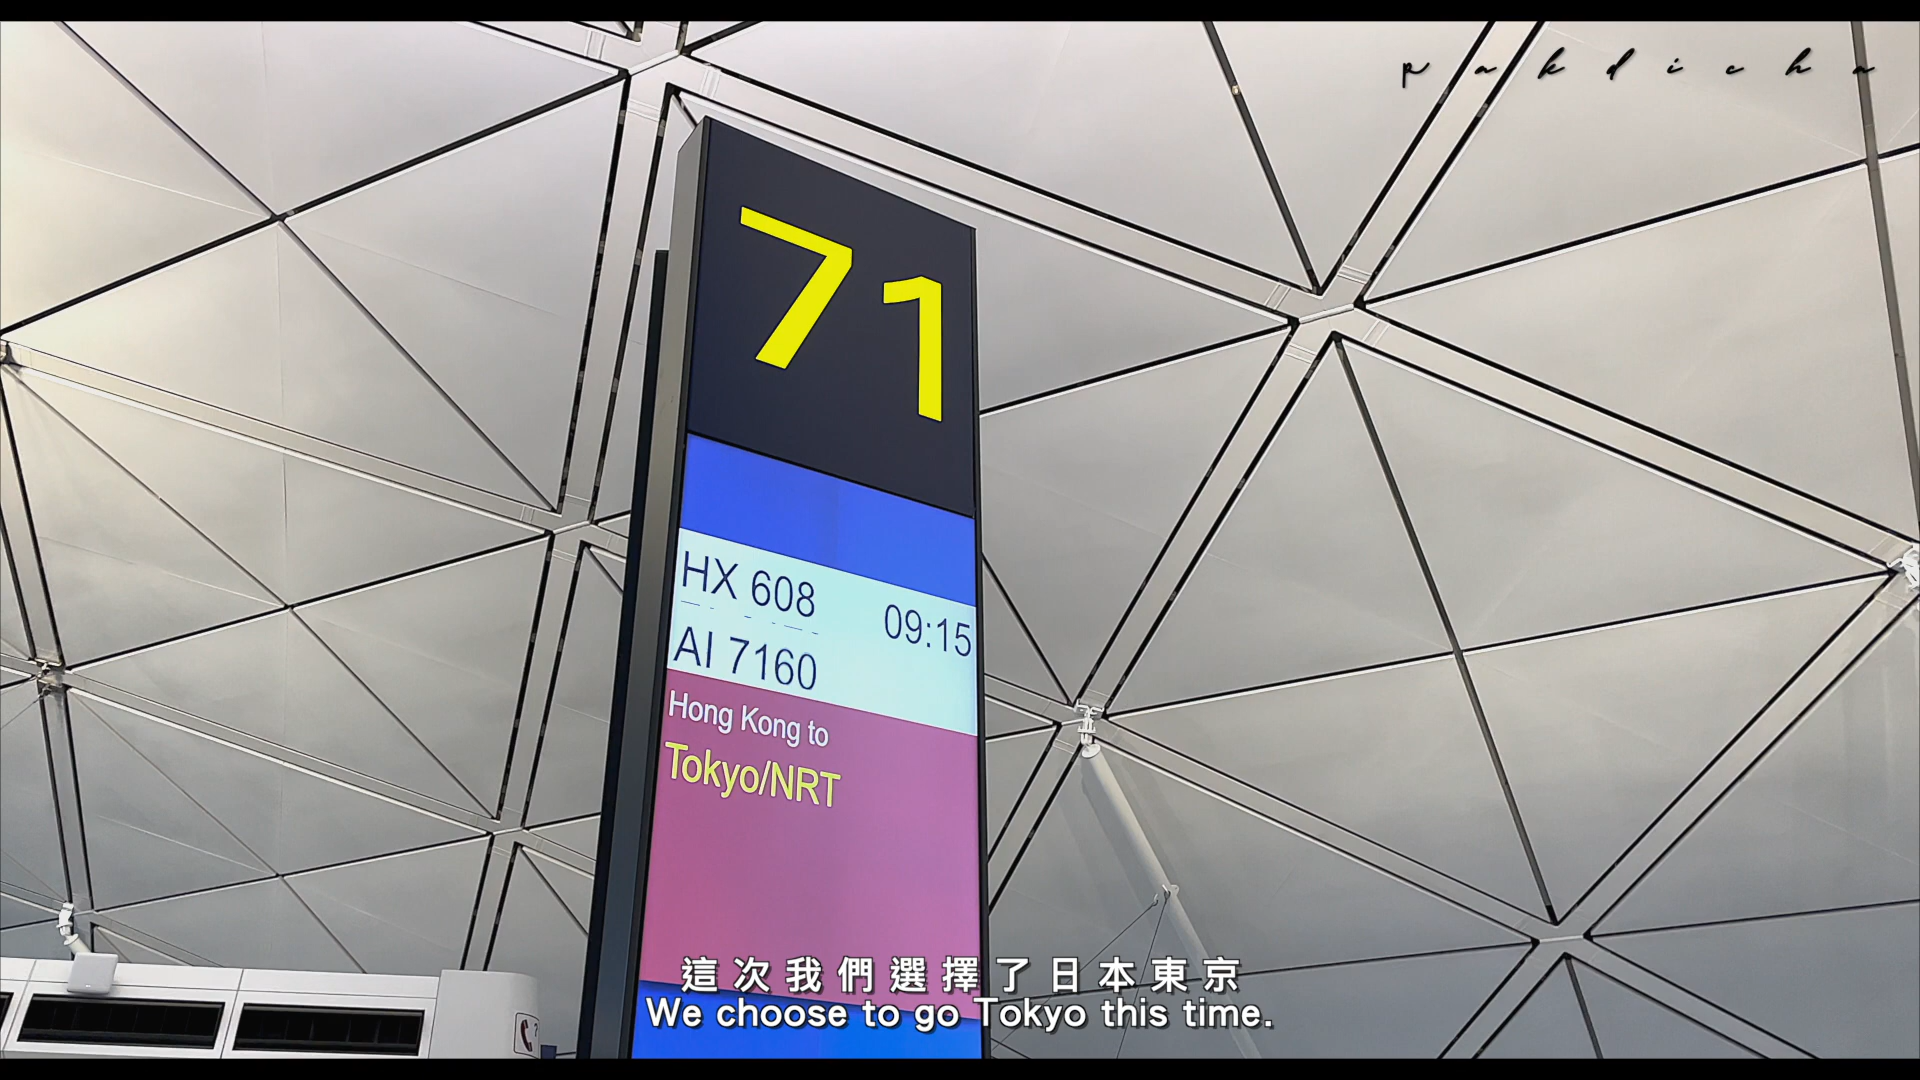 pakdicha
71
HX 608 09:15
AI 7160
Hong Kong to
Tokyo/NRT
這次我們選擇了日本東京
We choose to go Tokyo this time.